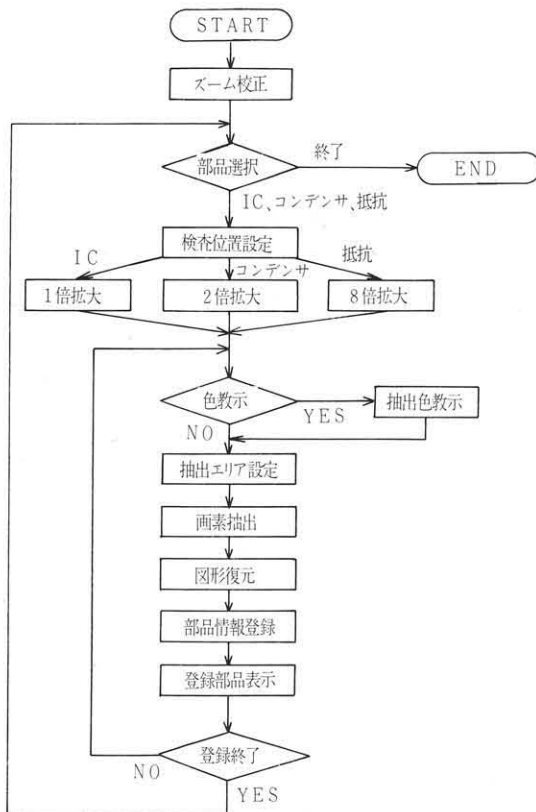 START
ズーム校正
部品選択
終了
END
IC、コンデンサ、抵抗
検査位置設定
IC
コンデンサ
抵抗
1倍拡大
2倍拡大
8倍拡大
色教示
YES
抽出色教示
NO
抽出エリア設定
画素抽出
図形復元
部品情報登録
登録部品表示
登録終了
NO
YES